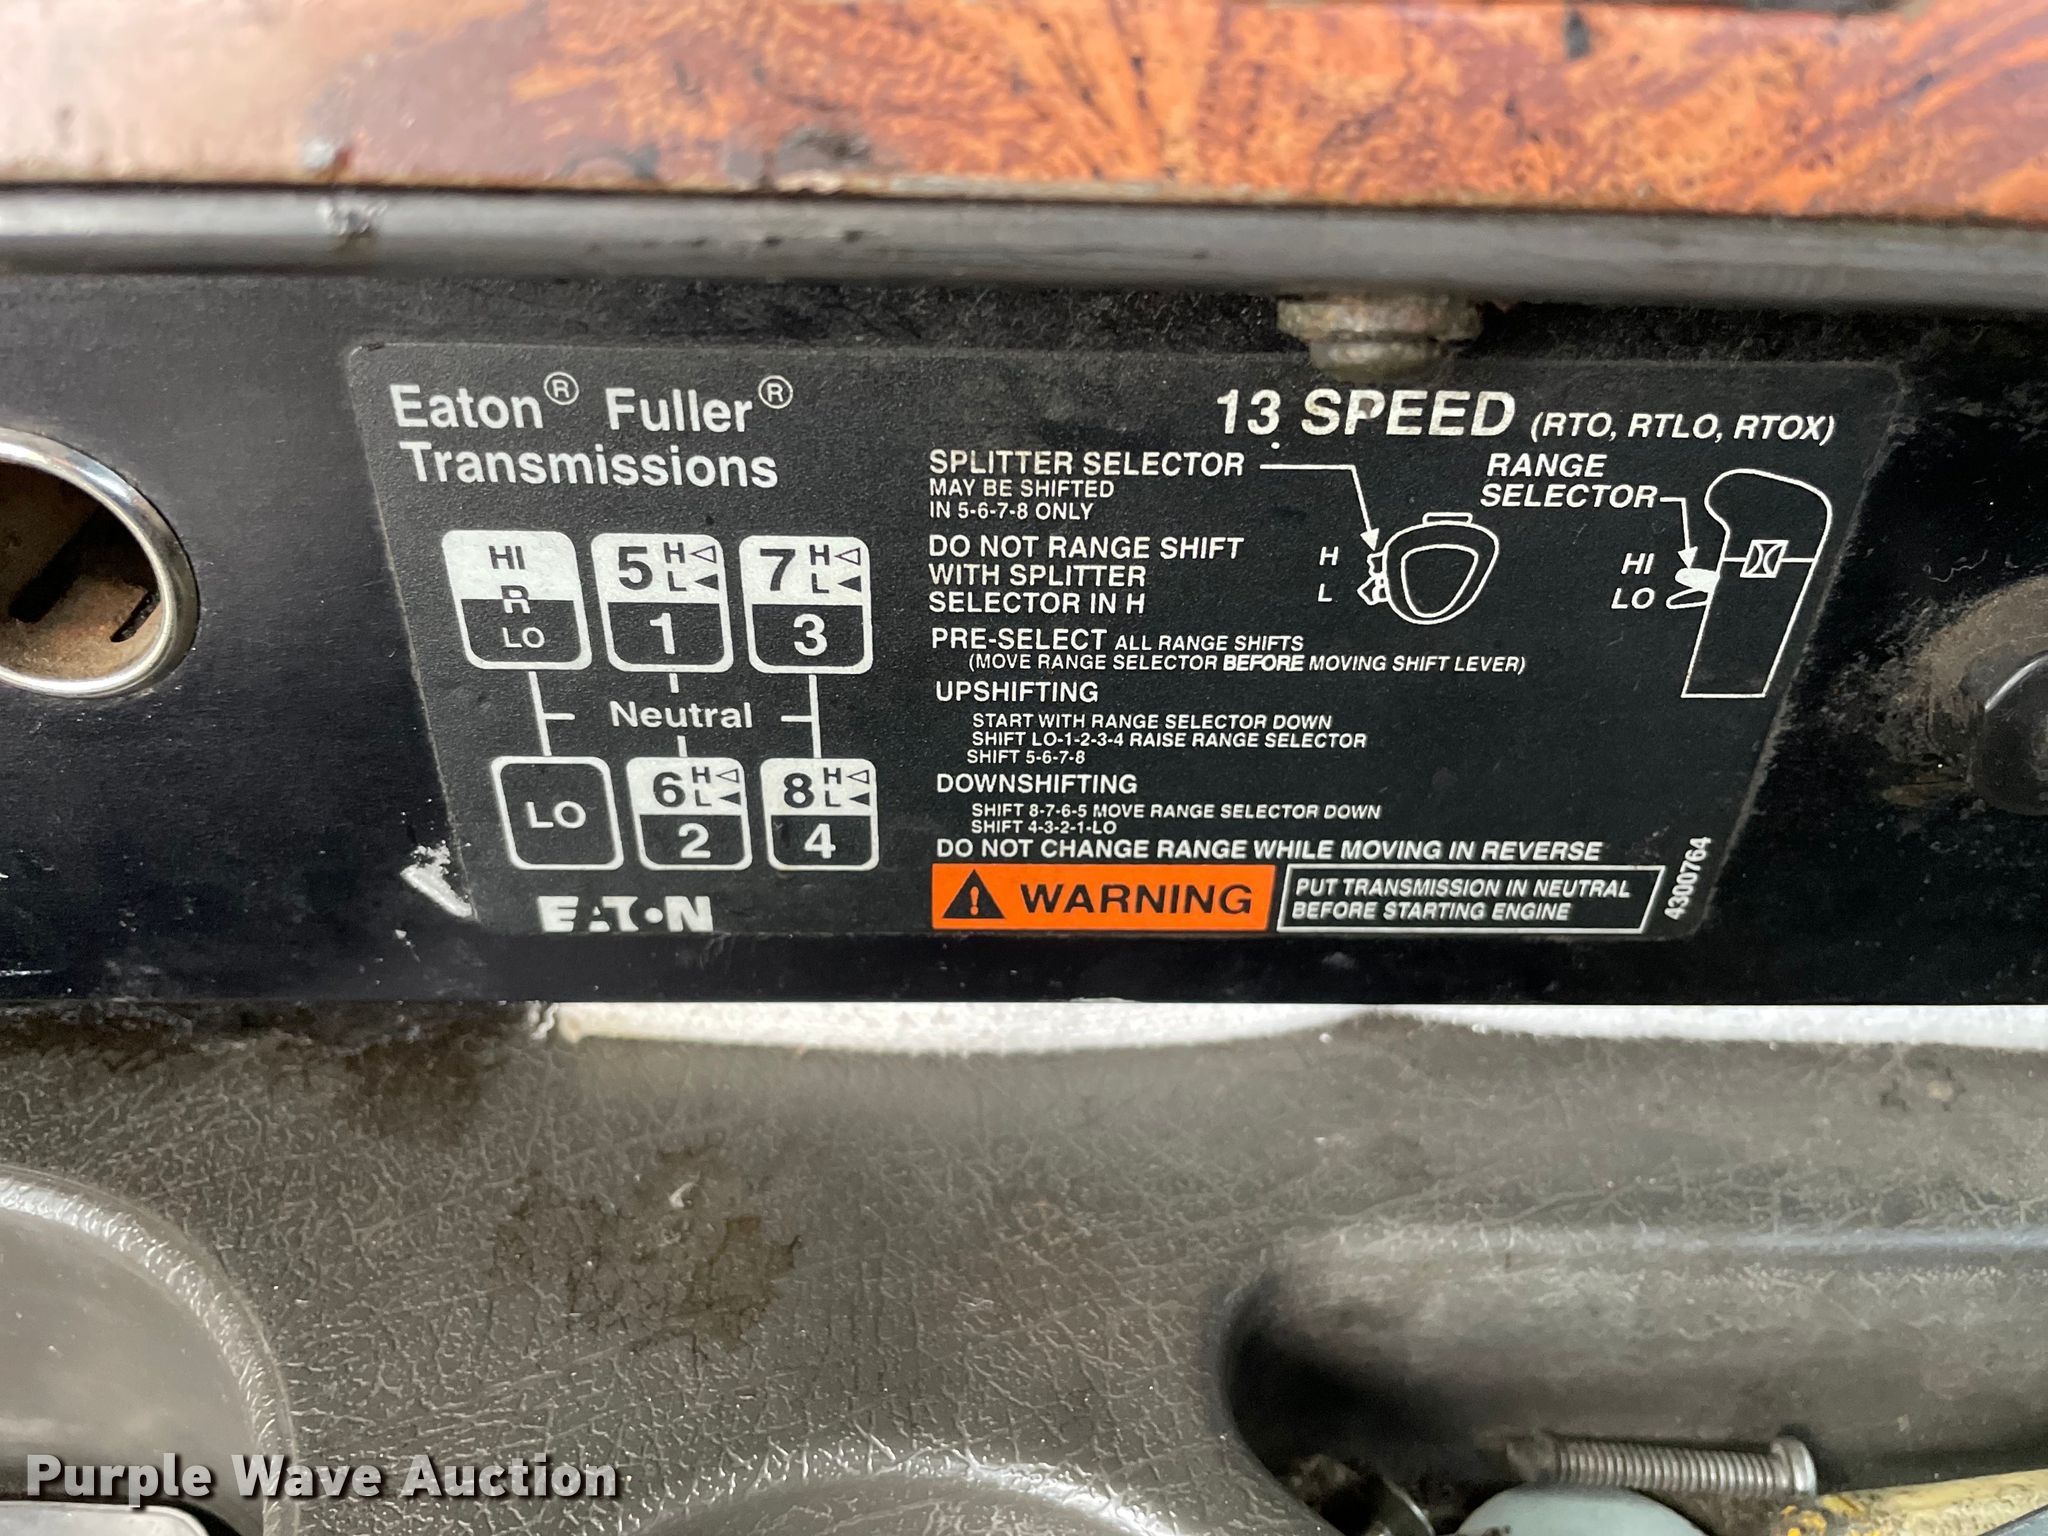 Eaton® Fuller®
Transmissions
13 SPEED (RTO, RTLO, RTOX)
HI
R
LO
5 H L
1
7 H L
3
Neutral
LO
6 H L
2
8 H L
4
EATON
SPLITTER SELECTOR
MAY BE SHIFTED
IN 5-6-7-8 ONLY
DO NOT RANGE SHIFT
WITH SPLITTER
SELECTOR IN H
H
L
RANGE
SELECTOR
HI
LO
PRE-SELECT ALL RANGE SHIFTS
(MOVE RANGE SELECTOR BEFORE MOVING SHIFT LEVER)
UPSHIFTING
START WITH RANGE SELECTOR DOWN
SHIFT LO-1-2-3-4 RAISE RANGE SELECTOR
SHIFT 5-6-7-8
DOWNSHIFTING
SHIFT 8-7-6-5 MOVE RANGE SELECTOR DOWN
SHIFT 4-3-2-1-LO
DO NOT CHANGE RANGE WHILE MOVING IN REVERSE
WARNING
PUT TRANSMISSION IN NEUTRAL
BEFORE STARTING ENGINE
4300764
Purple Wave Auction